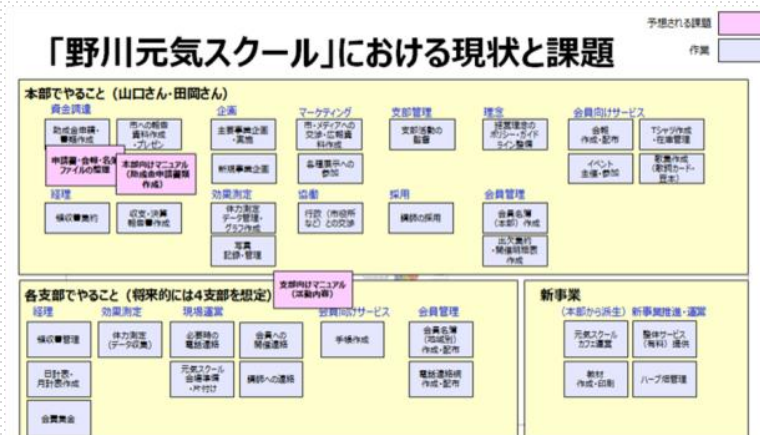 予想される課題
作業
「野川元気スクール」における現状と課題
本部でやること（山口さん・田岡さん）
資金調達
企画
マーケティング
支部管理
理念
会員向けサービス
助成金申請・
書類作成
市への報告
資料作成
・プレゼン
主要事業企画
・実施
市・メディアへの
交渉・広報資
料作成
支部活動の
監督
経営理念の
ポリシー・ガイド
ライン整備
会報
作成・配布
Tシャツ作成
・在庫管理
申請書・会報・名簿
ファイルの整理
本部向けマニュアル
（助成金申請書類
作成）
新規事業企画
各種展示への
参加
イベント
主催・参加
歌集作成
（歌詞カード・
経理
効果測定
協働
採用
会員管理
領収書集約
収支・決算
報告書作成
体力測定
データ管理・
グラフ作成
行政（市役所
など）との交渉
講師の採用
会員名簿
（本部）作成
写真
記録・管理
出欠集約
・開催明細表
作成
支部向けマニュアル
（活動内容）
各支部でやること（将来的には4支部を想定）
新事業
経理
効果測定
現場運営
会員向けサービス
会員管理
（本部から派生）
新事業推進・運営
領収書管理
体力測定
（データ収集）
必要時の
電話連絡
会員への
開催連絡
手帳作成
会員名簿
（地域別）
作成・配布
元気スクール
カフェ運営
整体サービス
（有料）提供
日計表・
月計表作成
元気スクール
会場準備
・片付け
講師への連絡
電話連絡網
作成・配布
教材
作成・印刷
ハーブ畑管理
会費集金